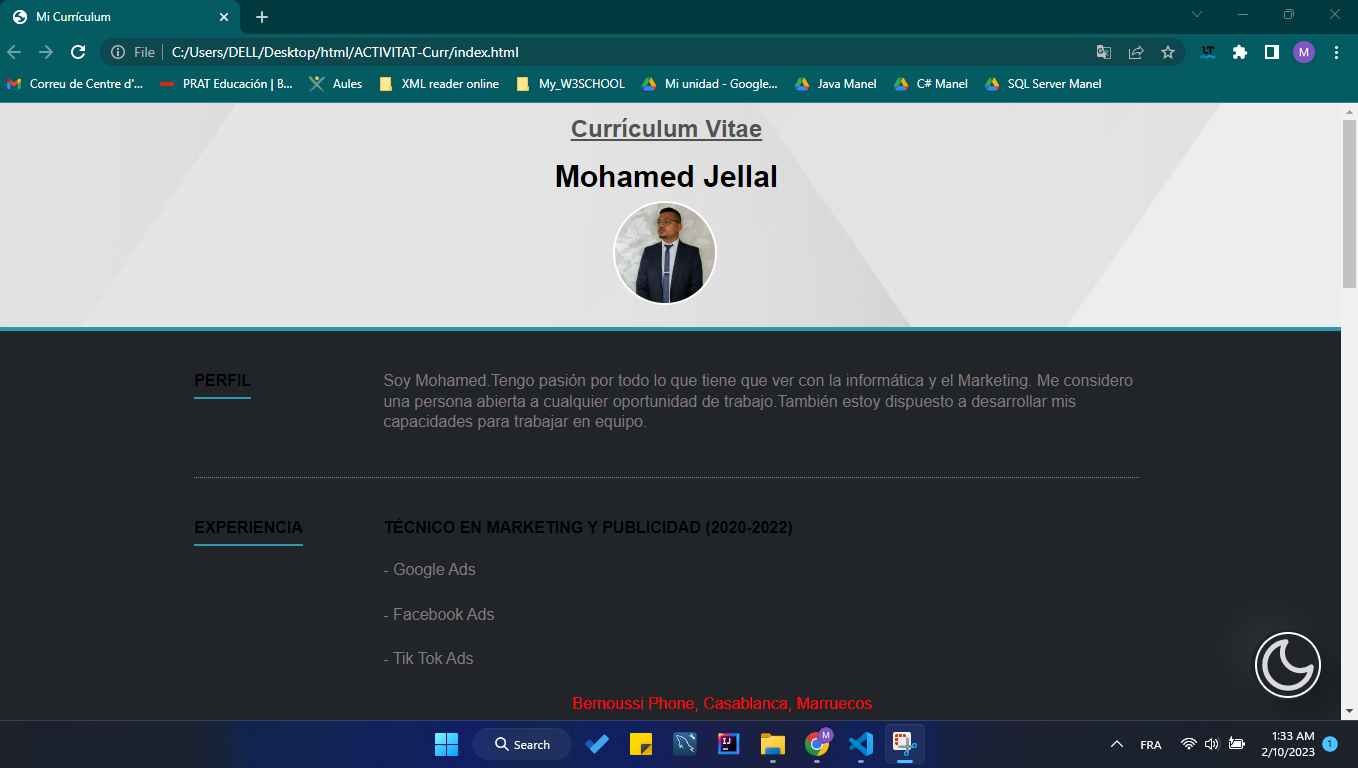 Mi Currículum
File
C:/Users/DELL/Desktop/html/ACTIVITAT-Curr/index.html
LT
M
Correu de Centre d'...
PRAT Educación | B...
Aules
XML reader online
My_W3SCHOOL
Mi unidad - Google...
Java Manel
C# Manel
SQL Server Manel
Currículum Vitae
Mohamed Jellal
PERFIL
Soy Mohamed.Tengo pasión por todo lo que tiene que ver con la informática y el Marketing. Me considero
una persona abierta a cualquier oportunidad de trabajo.También estoy dispuesto a desarrollar mis
capacidades para trabajar en equipo.
EXPERIENCIA
TÉCNICO EN MARKETING Y PUBLICIDAD (2020-2022)
- Google Ads
- Facebook Ads
- Tik Tok Ads
Bemoussi Phone, Casablanca, Marruecos
Search
IJ
M
FRA
1:33 AM
2/10/2023
1